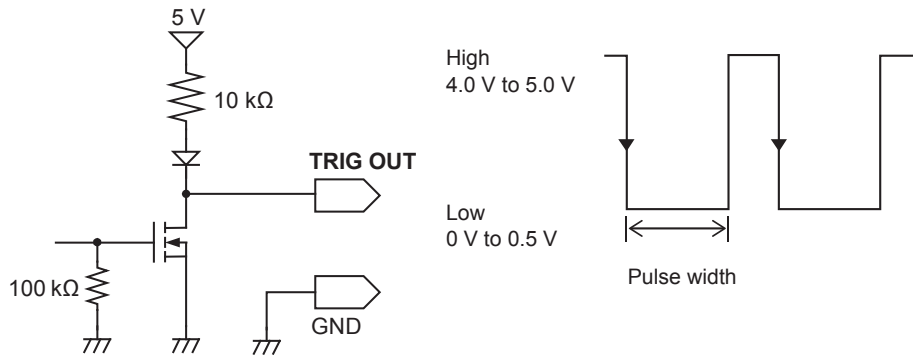 5 V
10 kΩ
TRIG OUT
100 kΩ
GND
High
4.0 V to 5.0 V
Low
0 V to 0.5 V
Pulse width